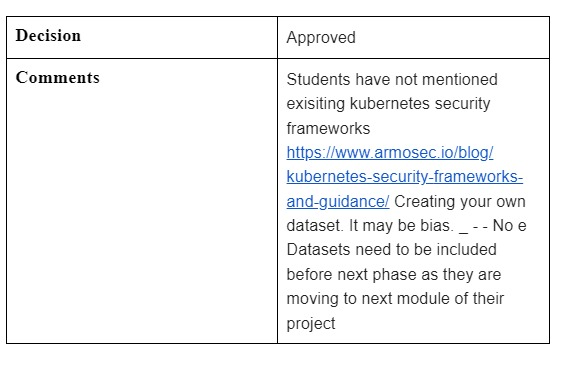 Decision
Approved
Comments
Students have not mentioned
exisiting kubernetes security
frameworks
https://www.armosec.io/blog/
kubernetes-security-frameworks-
and-guidance/ Creating your own
dataset. It may be bias. _ - - No e
Datasets need to be included
before next phase as they are
moving to next module of their
project